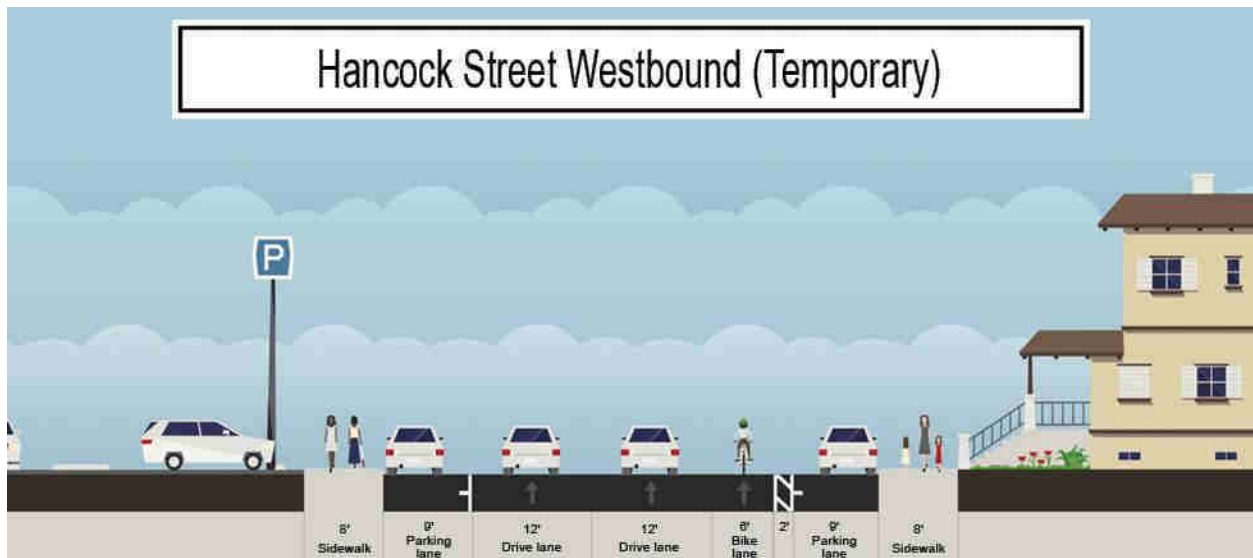 Hancock Street Westbound (Temporary)
P
8' 9' 12' 12' 6' 2' 9' 8'
Sidewalk Parking lane Drive lane Drive lane Bike lane Parking lane Sidewalk